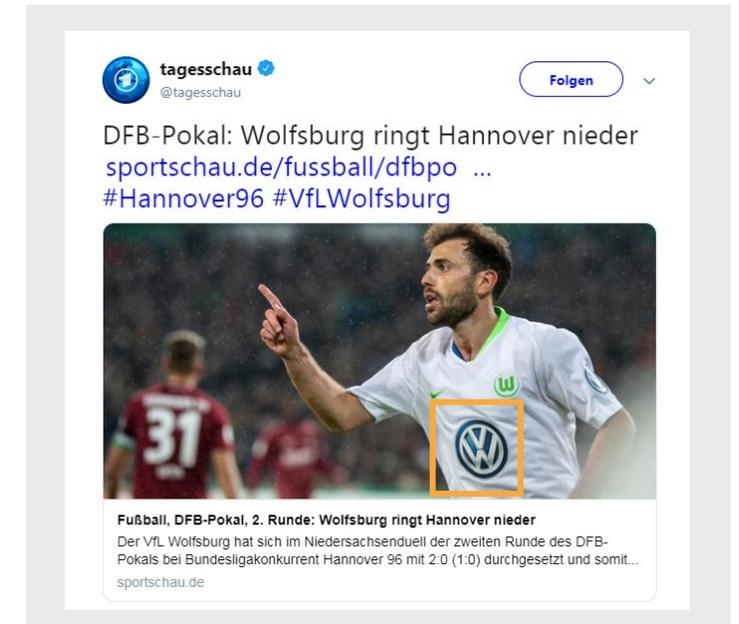 tagesschau
Folgen
@tagesschau
DFB-Pokal: Wolfsburg ringt Hannover nieder
sportschau.de/fussball/dfbpo ...
#Hannover96 #VfLWolfsburg
31
W
VW
Fußball, DFB-Pokal, 2. Runde: Wolfsburg ringt Hannover nieder
Der VfL Wolfsburg hat sich im Niedersachsenduell der zweiten Runde des DFB-
Pokals bei Bundesligakonkurrent Hannover 96 mit 2:0 (1:0) durchgesetzt und somit...
sportschau.de